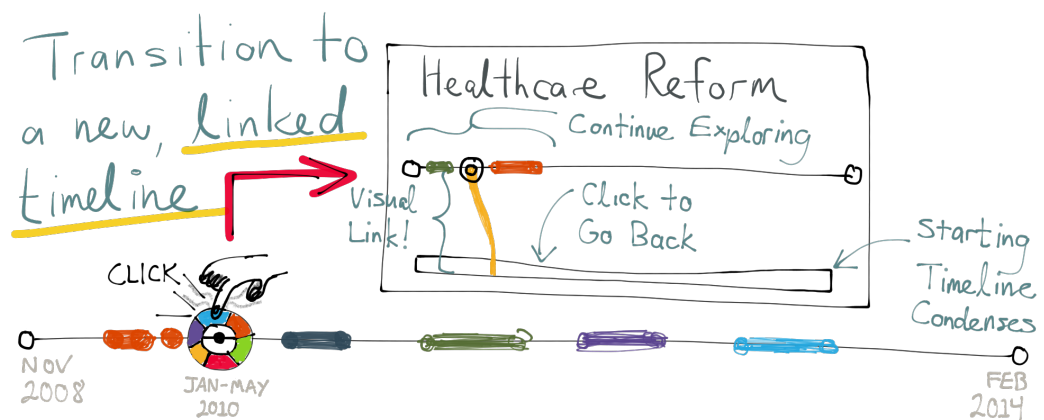 Transition to
a new, linked
timeline
Healthcare Reform
Continue Exploring
Visual
Link!
Click to
Go Back
Starting
Timeline
Condenses
CLICK
NOV
2008
JAN-MAY
2010
FEB
2014